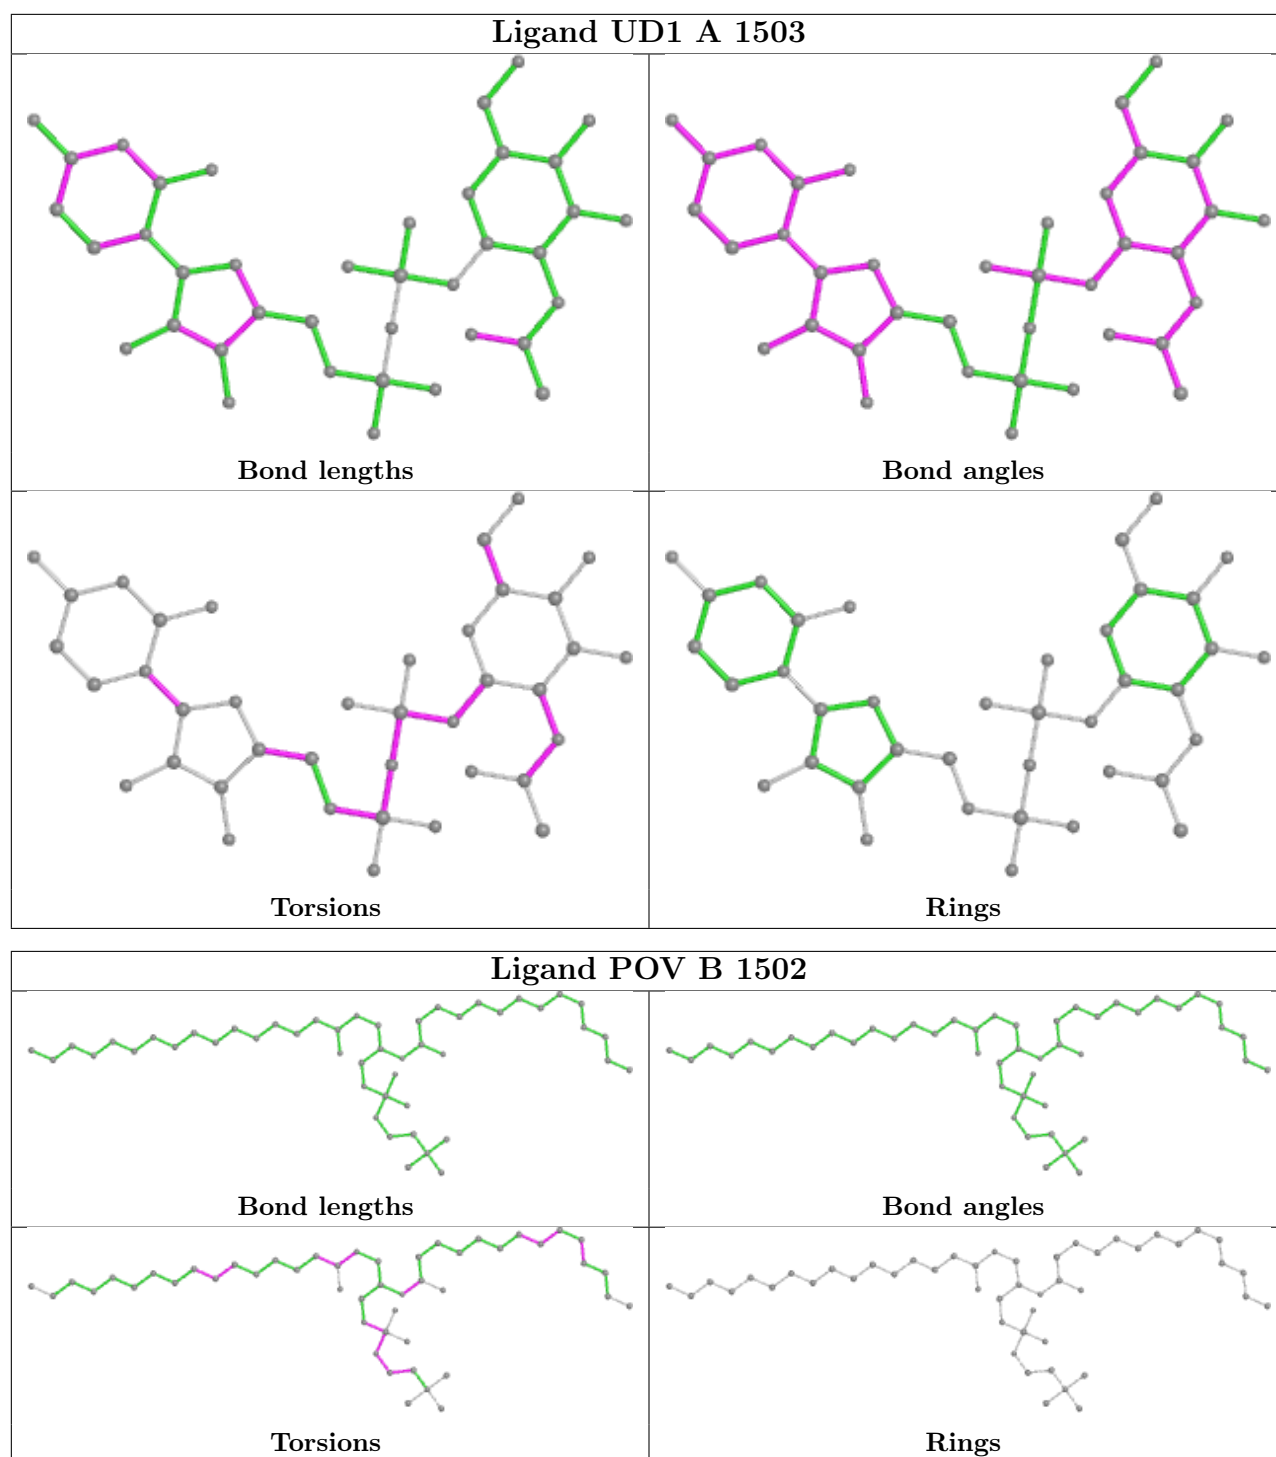 Ligand UD1 A 1503
Bond lengths
Bond angles
Torsions
Rings
Ligand POV B 1502
Bond lengths
Bond angles
Torsions
Rings